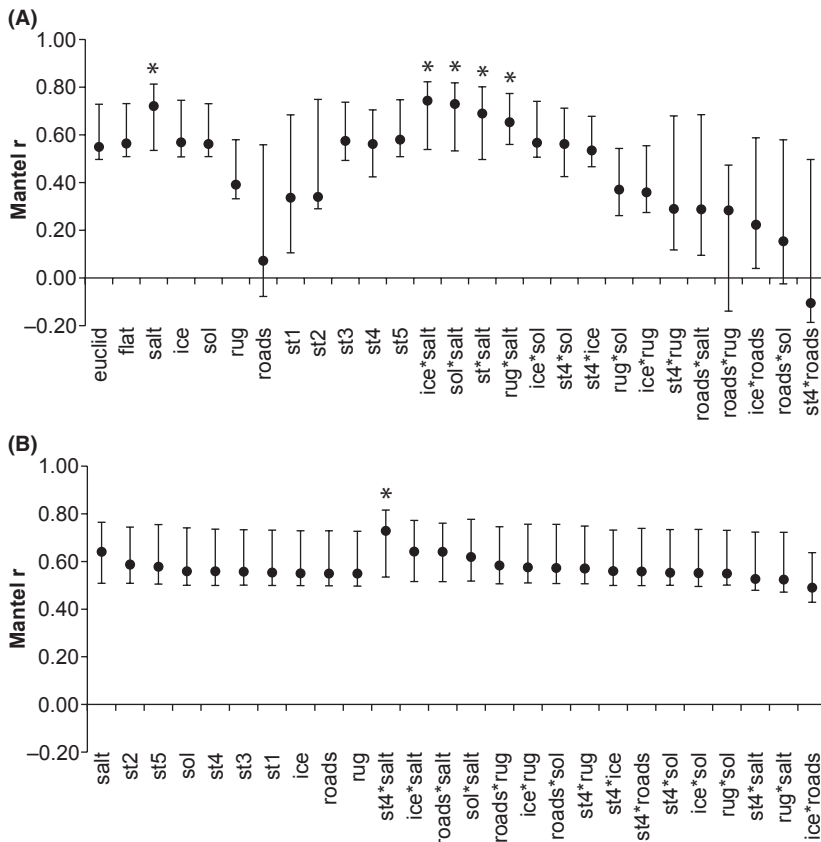 (A)
1.00
0.80
0.60
0.40
0.20
0.00
–0.20
Mantel r
* * * * *
euclid
flat
salt
ice
sol
rug
roads
st1
st2
st3
st4
st5
ice*salt
sol*salt
st*salt
rug*salt
ice*sol
st4*sol
st4*ice
rug*sol
ice*rug
st4*rug
roads*salt
roads*rug
ice*roads
roads*sol
st4*roads
(B)
1.00
0.80
0.60
0.40
0.20
0.00
–0.20
Mantel r
*
salt
st2
st5
sol
st4
st3
st1
ice
roads
rug
st4*salt
ice*salt
roads*salt
sol*salt
roads*rug
ice*rug
roads*sol
st4*rug
st4*ice
st4*roads
st4*sol
ice*sol
rug*sol
st4*salt
rug*salt
ice*roads